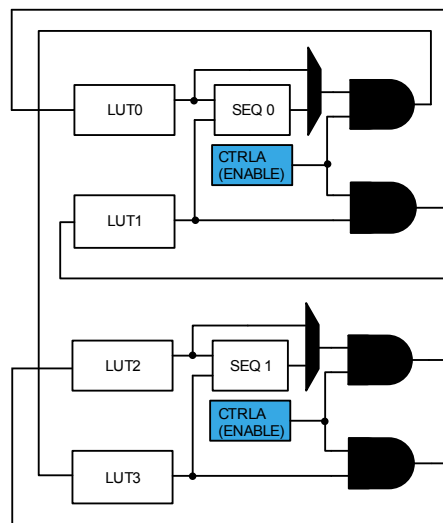 LUT0
SEQ 0
CTRLA
(ENABLE)
LUT1
LUT2
SEQ 1
CTRLA
(ENABLE)
LUT3